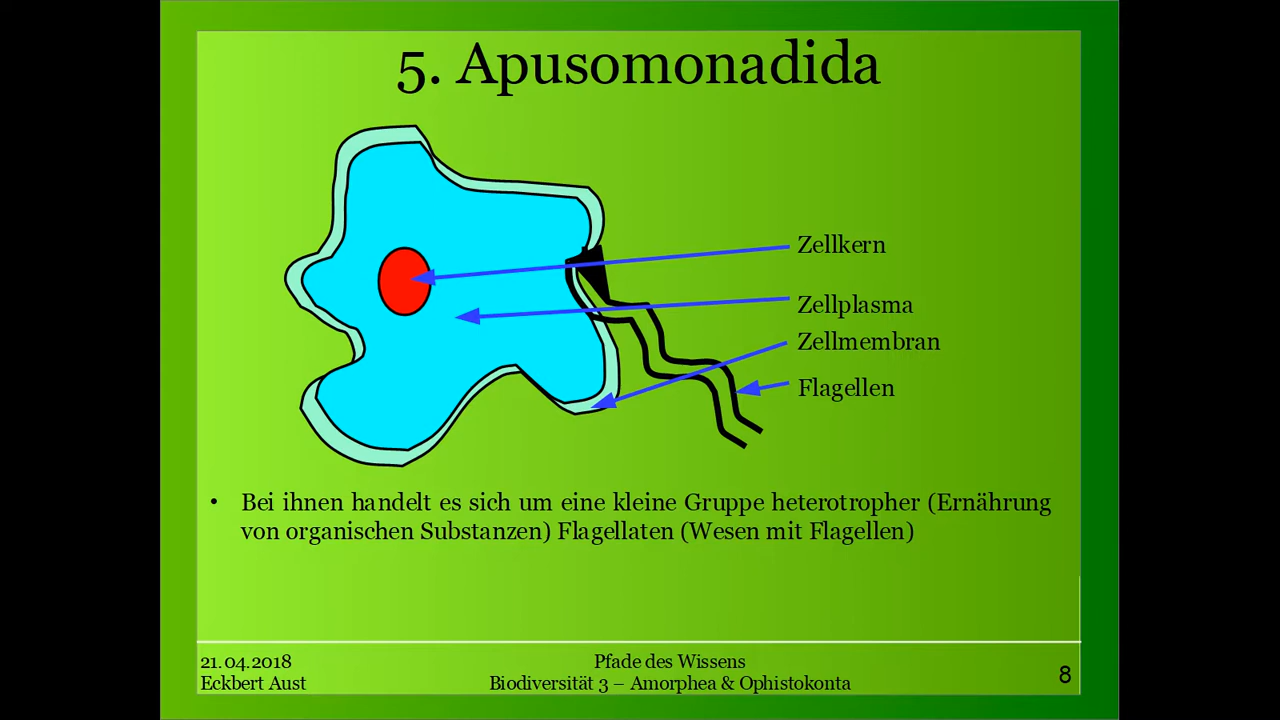 5. Apusomonadida
Zellkern
Zellplasma
Zellmembran
Flagellen
• Bei ihnen handelt es sich um eine kleine Gruppe heterotropher (Ernährung
von organischen Substanzen) Flagellaten (Wesen mit Flagellen)
21.04.2018
Eckbert Aust
Pfade des Wissens
Biodiversität 3 – Amorphea & Ophistokonta
8